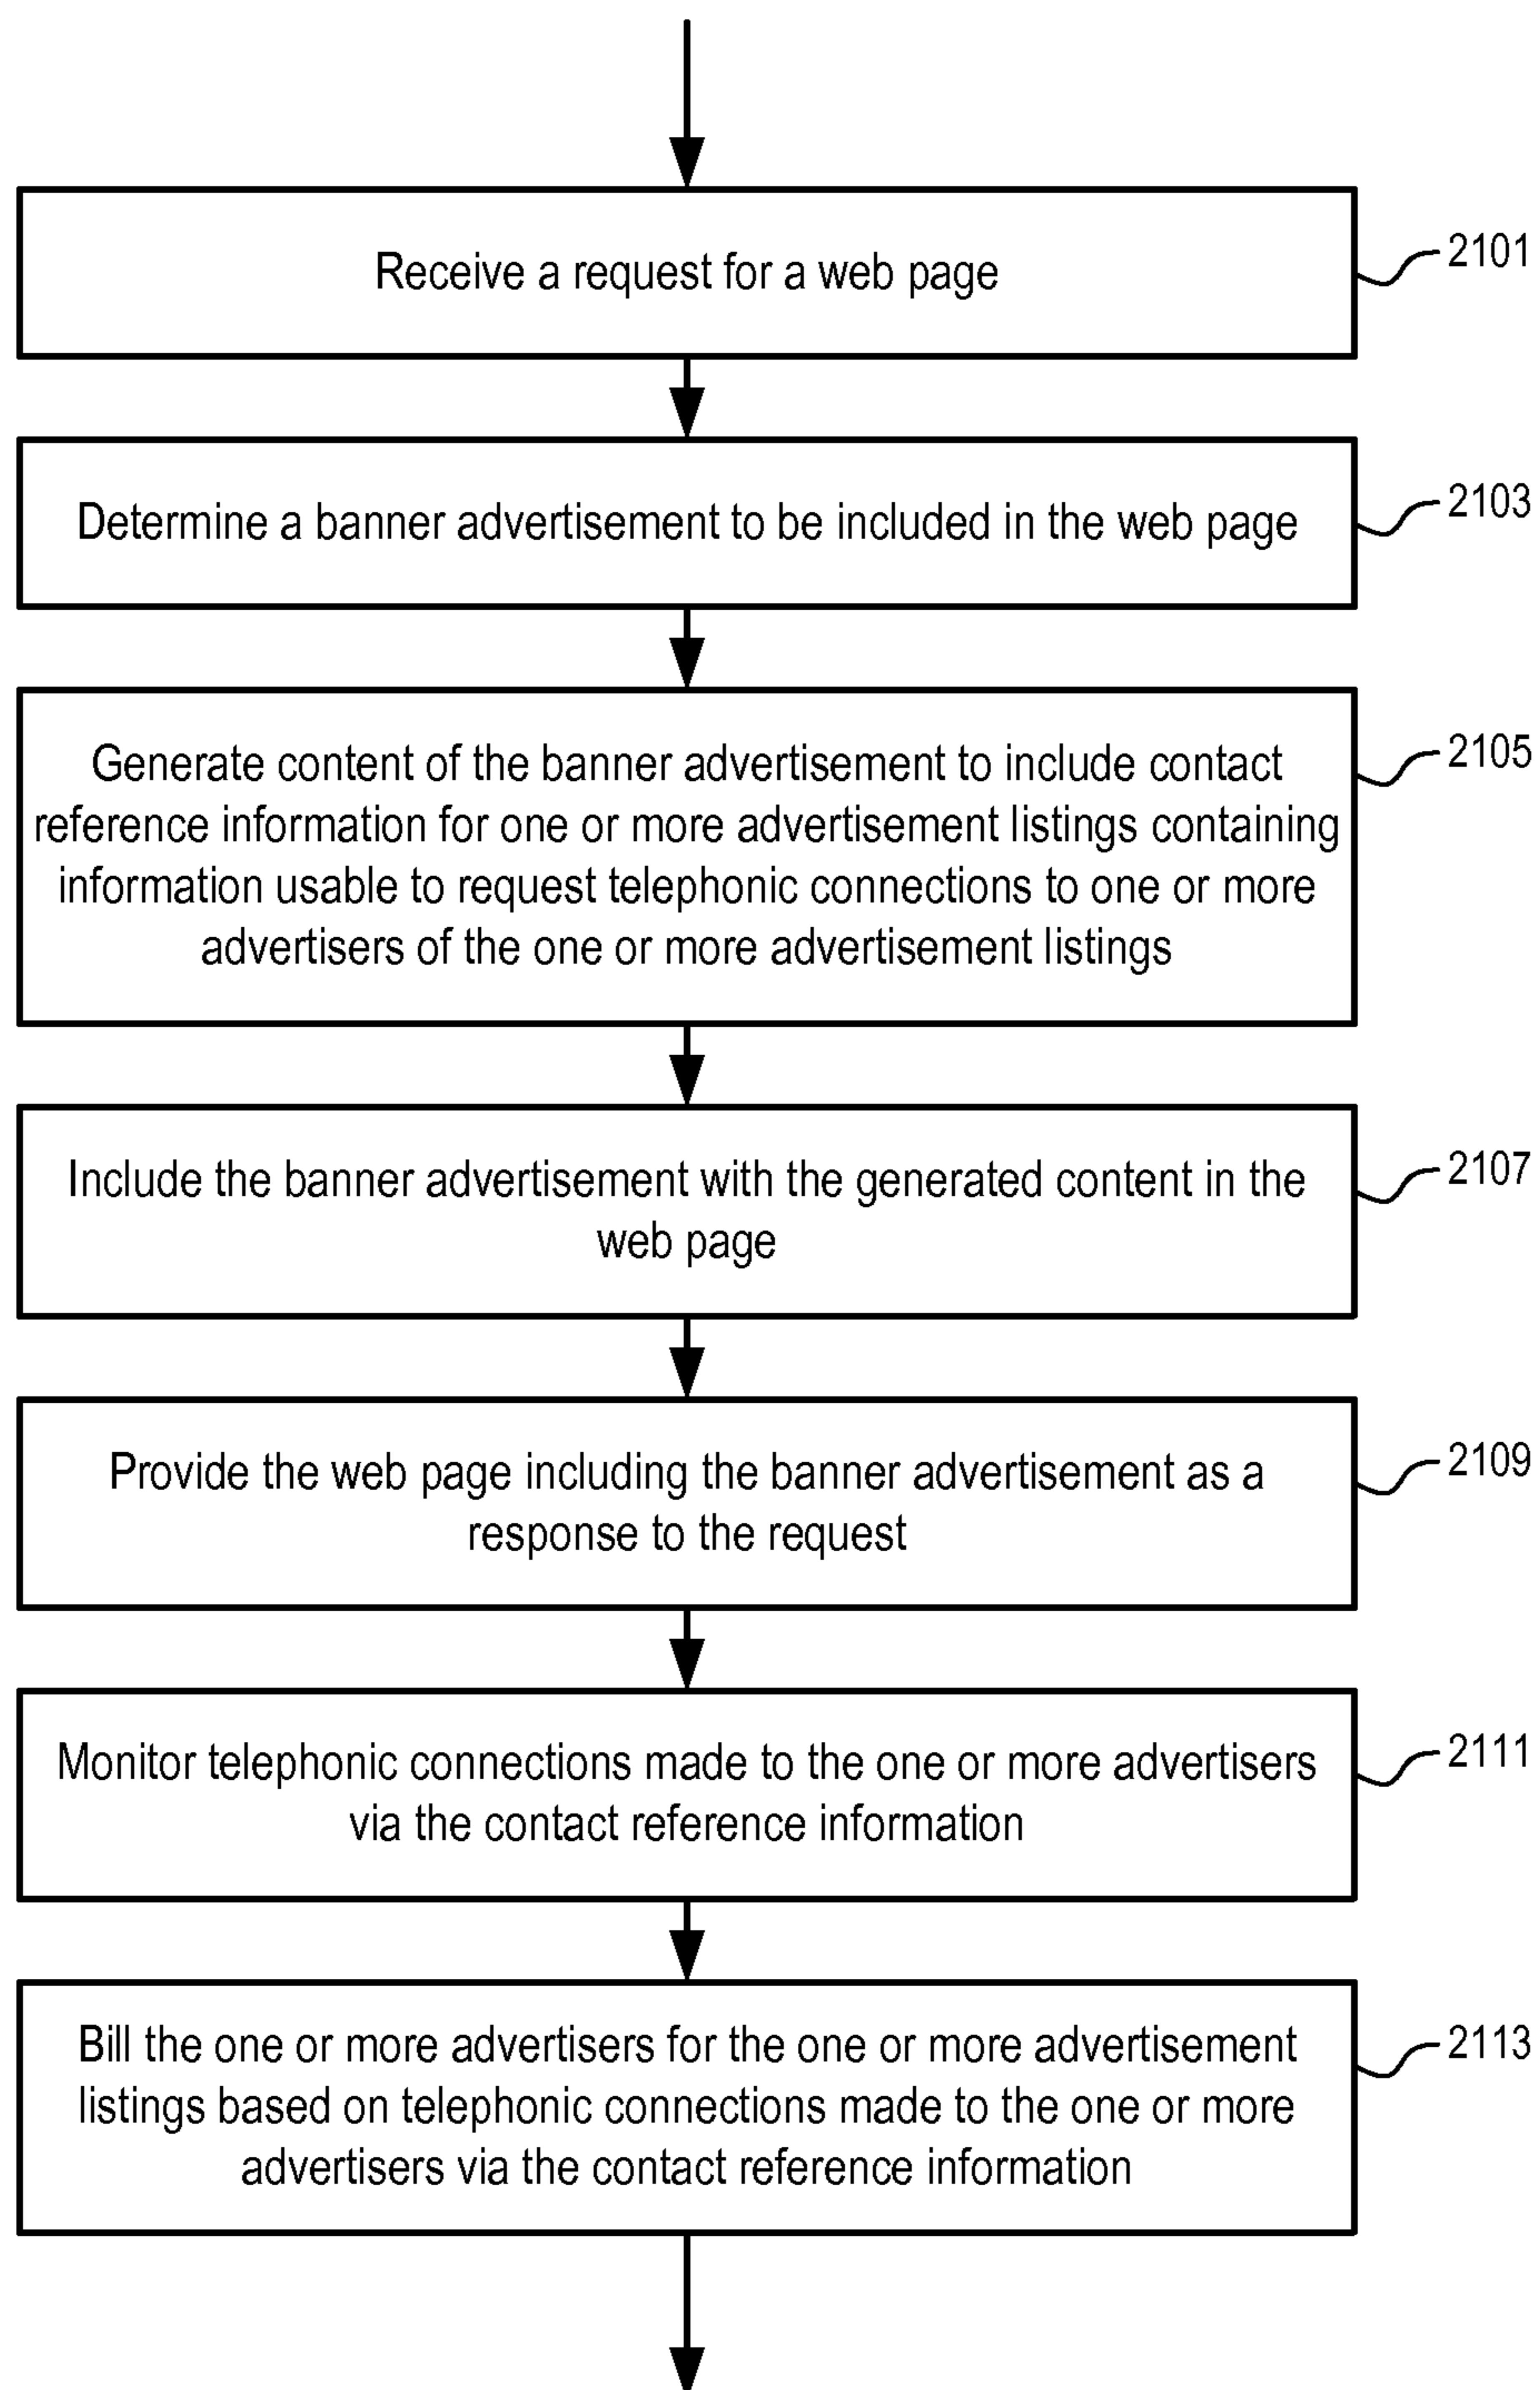 Receive a request for a web page
2101
Determine a banner advertisement to be included in the web page
2103
Generate content of the banner advertisement to include contact
reference information for one or more advertisement listings containing
information usable to request telephonic connections to one or more
advertisers of the one or more advertisement listings
2105
Include the banner advertisement with the generated content in the
web page
2107
Provide the web page including the banner advertisement as a
response to the request
2109
Monitor telephonic connections made to the one or more advertisers
via the contact reference information
2111
Bill the one or more advertisers for the one or more advertisement
listings based on telephonic connections made to the one or more
advertisers via the contact reference information
2113